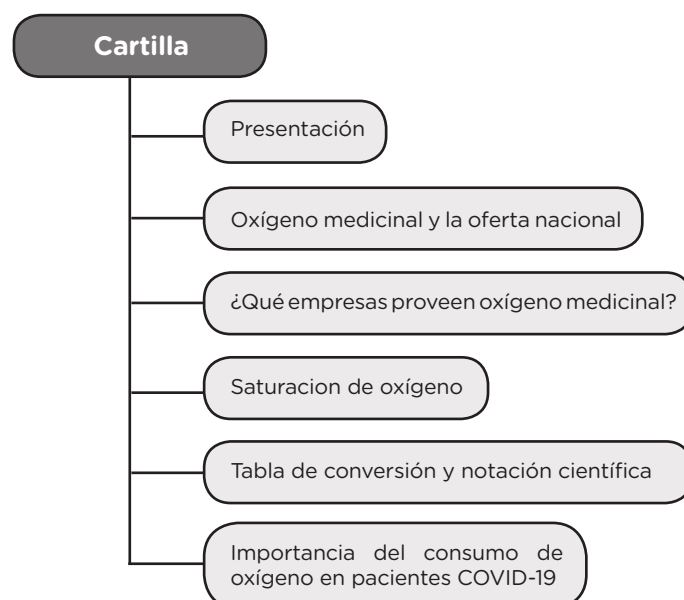 Cartilla
Presentación
Oxígeno medicinal y la oferta nacional
¿Qué empresas proveen oxígeno medicinal?
Saturacion de oxígeno
Tabla de conversión y notación científica
Importancia del consumo de
oxígeno en pacientes COVID-19